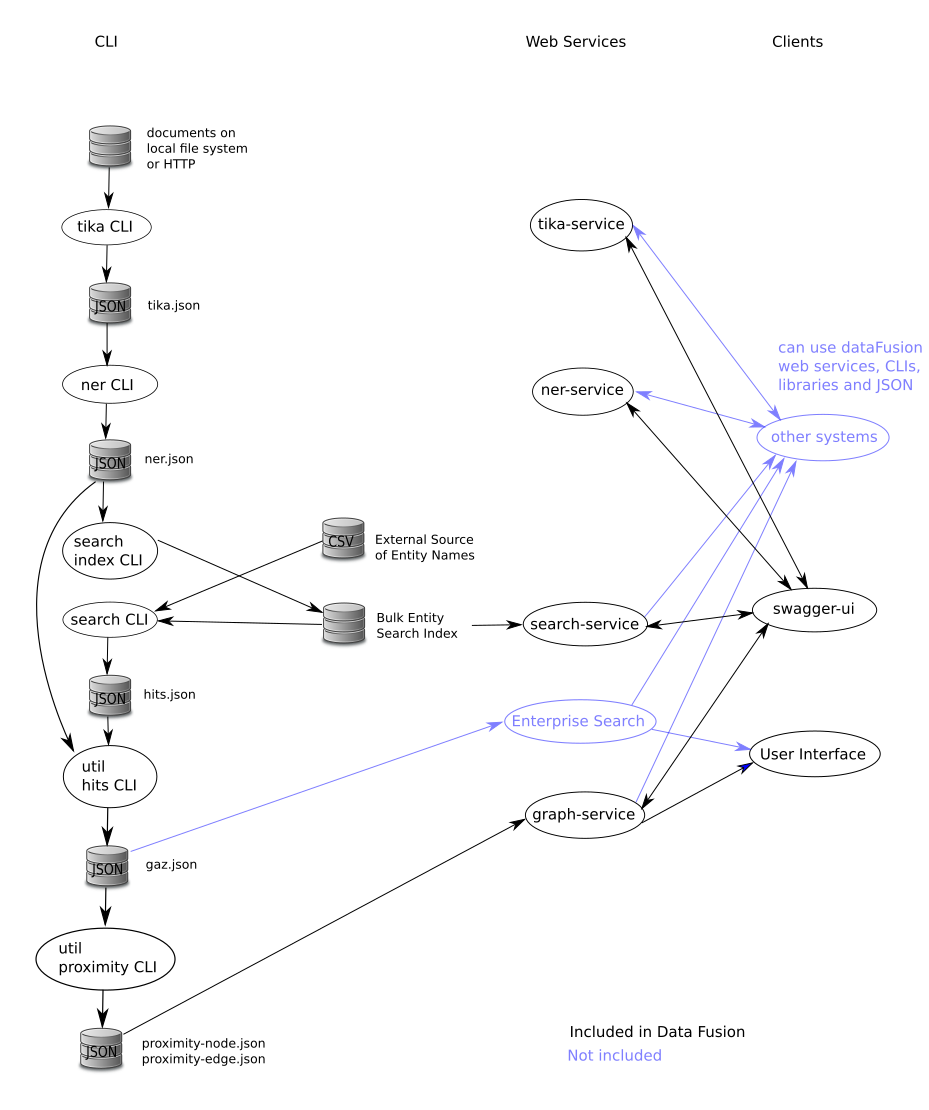 CLI
Web Services
Clients
documents on
local file system
or HTTP
tika CLI
tika-service
JSON
tika.json
can use dataFusion
web services, CLIs,
libraries and JSON
ner CLI
ner-service
other systems
JSON
ner.json
search
index CLI
CSV
External Source
of Entity Names
search CLI
Bulk Entity
Search Index
search-service
swagger-ui
JSON
hits.json
Enterprise Search
util
hits CLI
User Interface
graph-service
JSON
gaz.json
util
proximity CLI
JSON
proximity-node.json
proximity-edge.json
Included in Data Fusion
Not included